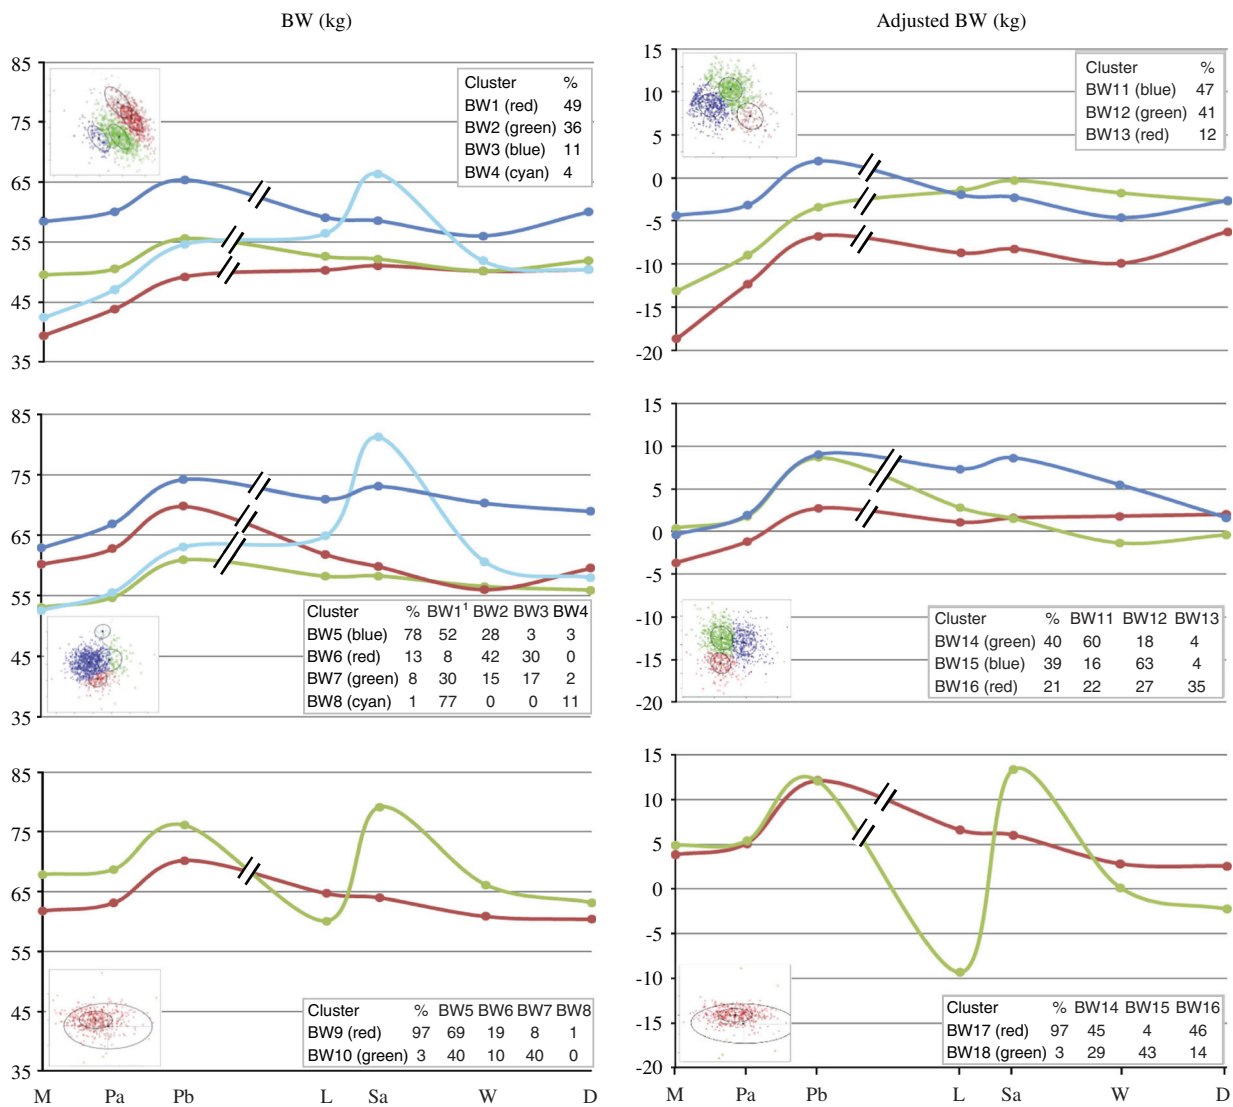 BW (kg)
Adjusted BW (kg)
85
75
65
55
45
35
Cluster %
BW1 (red) 49
BW2 (green) 36
BW3 (blue) 11
BW4 (cyan) 4
15
10
5
0
-5
-10
-15
-20
Cluster %
BW11 (blue) 47
BW12 (green) 41
BW13 (red) 12
85
75
65
55
45
35
Cluster % BW1¹ BW2 BW3 BW4
BW5 (blue) 78 52 28 3 3
BW6 (red) 13 8 42 30 0
BW7 (green) 8 30 15 17 2
BW8 (cyan) 1 77 0 0 11
15
10
5
0
-5
-10
-15
-20
Cluster % BW11 BW12 BW13
BW14 (green) 40 60 18 4
BW15 (blue) 39 16 63 4
BW16 (red) 21 22 27 35
85
75
65
55
45
35
Cluster % BW5 BW6 BW7 BW8
BW9 (red) 97 69 19 8 1
BW10 (green) 3 40 10 40 0
M Pa Pb L Sa W D
15
10
5
0
-5
-10
-15
-20
Cluster % BW14 BW15 BW16
BW17 (red) 97 45 4 46
BW18 (green) 3 29 43 14
M Pa Pb L Sa W D